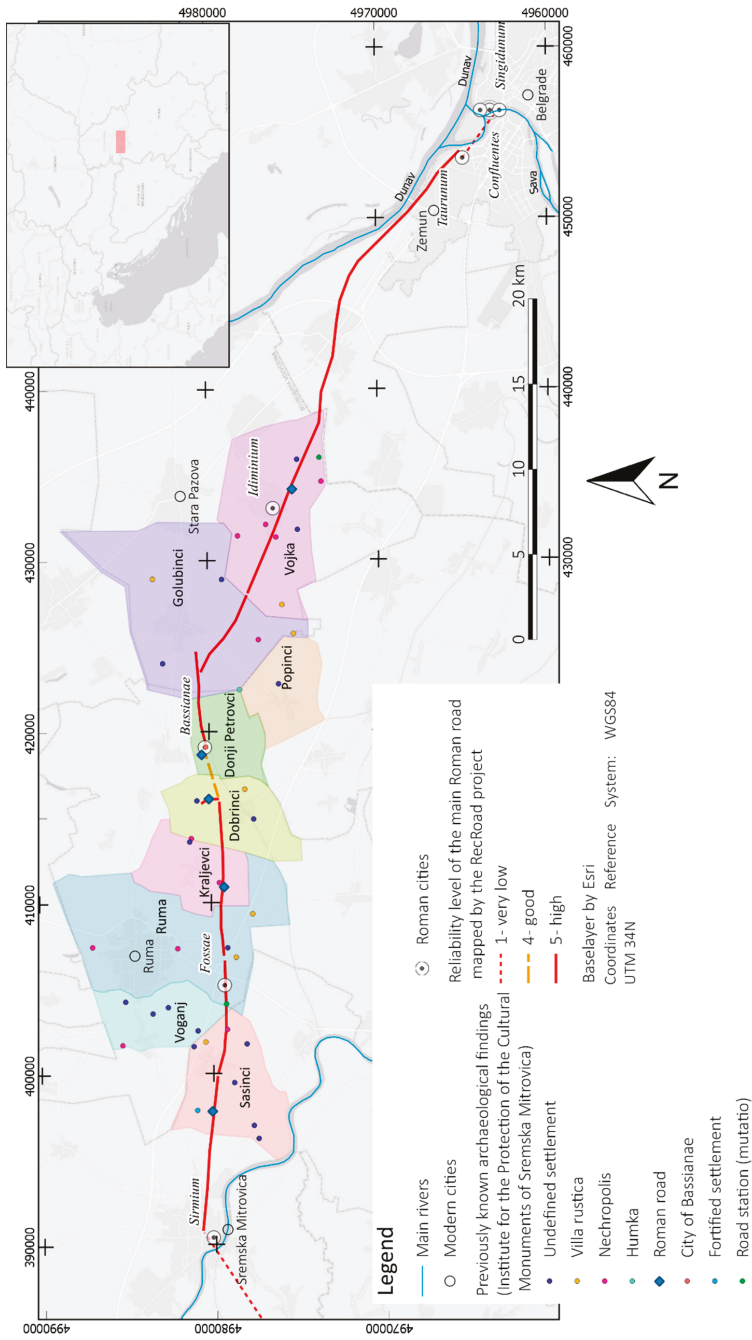 390000
400000
410000
420000
430000
440000
4980000
4970000
4960000
4990000
4980000
4970000
450000
460000
Sirmium
Sremska Mitrovica
Sasinci
Voganj
Fossae
Ruma
Ruma
Kraljevci
Dobrinci
Bassianae
Donji Petrovci
Popinci
Golubinci
Stara Pazova
Idiminium
Vojka
Zemun
Taurunum
Dunav
Dunav
Confluentes
Singidunum
Belgrade
Sava
0
5
10
15
20 km
N
Legend
Main rivers
Modern cities
Previously known archaeological findings
(Institute for the Protection of the Cultural
Monuments of Sremska Mitrovica)
Undefined settlement
Villa rustica
Nechropolis
Humka
Roman road
City of Bassianae
Fortified settlement
Road station (mutatio)
Roman cities
Reliability level of the main Roman road
mapped by the RecRoad project
1- very low
4- good
5- high
Baselayer by Esri
Coordinates Reference System: WGS84
UTM 34N